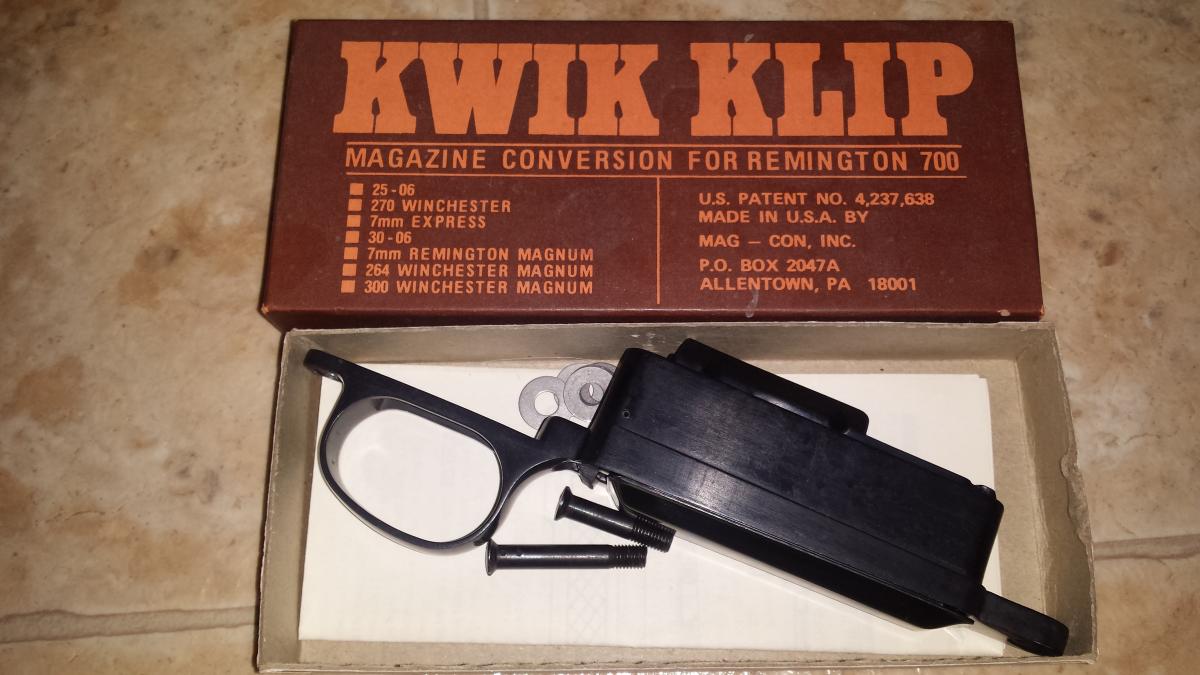 KWIK KLIP
MAGAZINE CONVERSION FOR REMINGTON 700
25-06
270 WINCHESTER
7mm EXPRESS
30-06
7mm REMINGTON MAGNUM
264 WINCHESTER MAGNUM
300 WINCHESTER MAGNUM
U.S. PATENT NO. 4,237,638
MADE IN U.S.A. BY
MAG – CON, INC.
P.O. BOX 2047A
ALLENTOWN, PA 18001